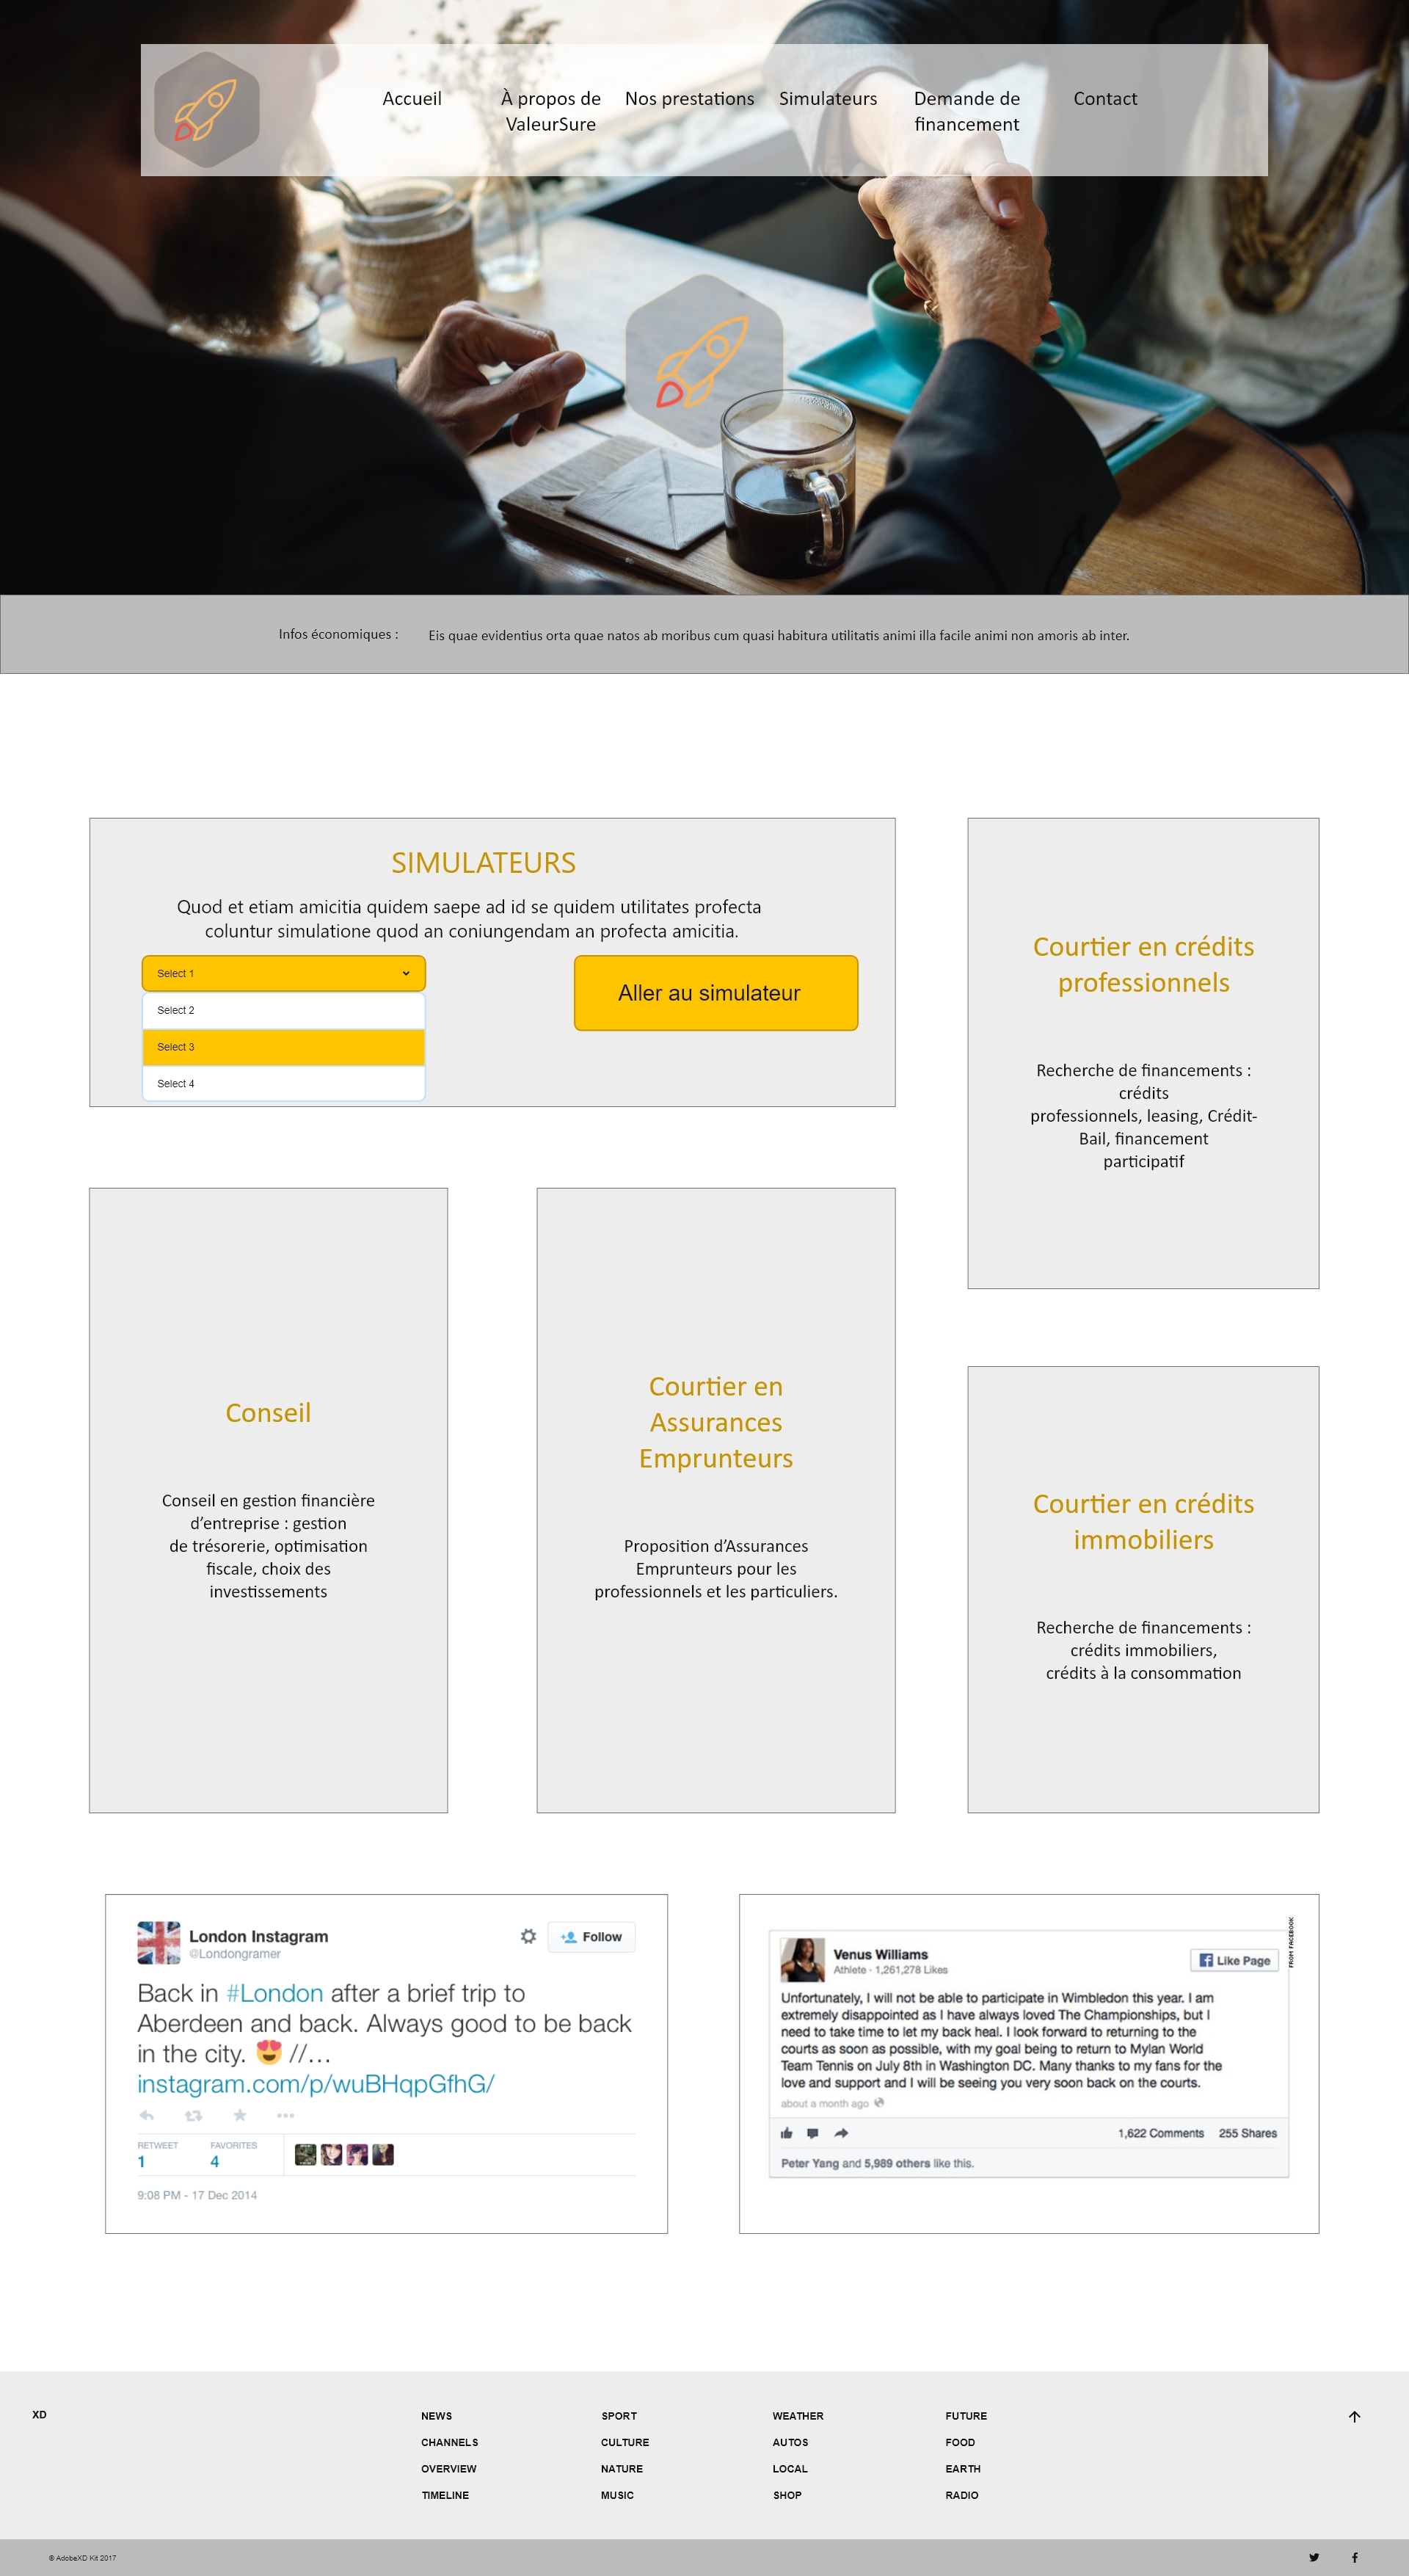 Accueil
À propos de
ValeurSure
Nos prestations
Simulateurs
Demande de
financement
Contact
Infos économiques :
Eis quae evidentius orta quae natos ab moribus cum quasi habitura utilitatis animi illa facile animi non amoris ab inter.
SIMULATEURS
Quod et etiam amicitia quidem saepe ad id se quidem utilitates profecta
coluntur simulatione quod an coniungendam an profecta amicitia.
Select 1
Select 2
Select 3
Select 4
Aller au simulateur
Courtier en crédits
professionnels
Recherche de financements :
crédits
professionnels, leasing, Crédit-
Bail, financement
participatif
Conseil
Conseil en gestion financière
d’entreprise : gestion
de trésorerie, optimisation
fiscale, choix des
investissements
Courtier en
Assurances
Emprunteurs
Proposition d’Assurances
Emprunteurs pour les
professionnels et les particuliers.
Courtier en crédits
immobiliers
Recherche de financements :
crédits immobiliers,
crédits à la consommation
London Instagram
@Londongramer
Follow
Back in #London after a brief trip to
Aberdeen and back. Always good to be back
in the city. 😍 //…
instagram.com/p/wuBHqpGfhG/
RETWEET
1
FAVORITES
4
9:08 PM - 17 Dec 2014
FROM FACEBOOK
Venus Williams
Athlete · 1,261,278 Likes
Like Page
Unfortunately, I will not be able to participate in Wimbledon this year. I am
extremely disappointed as I have always loved The Championships, but I
need to take time to let my back heal. I look forward to returning to the
courts as soon as possible, with my goal being to return to Mylan World
Team Tennis on July 8th in Washington DC. Many thanks to my fans for the
love and support and I will be seeing you very soon back on the courts.
about a month ago
1,622 Comments 255 Shares
Peter Yang and 5,989 others like this.
XD
NEWS
CHANNELS
OVERVIEW
TIMELINE
SPORT
CULTURE
NATURE
MUSIC
WEATHER
AUTOS
LOCAL
SHOP
FUTURE
FOOD
EARTH
RADIO
© AdobeXD Kit 2017